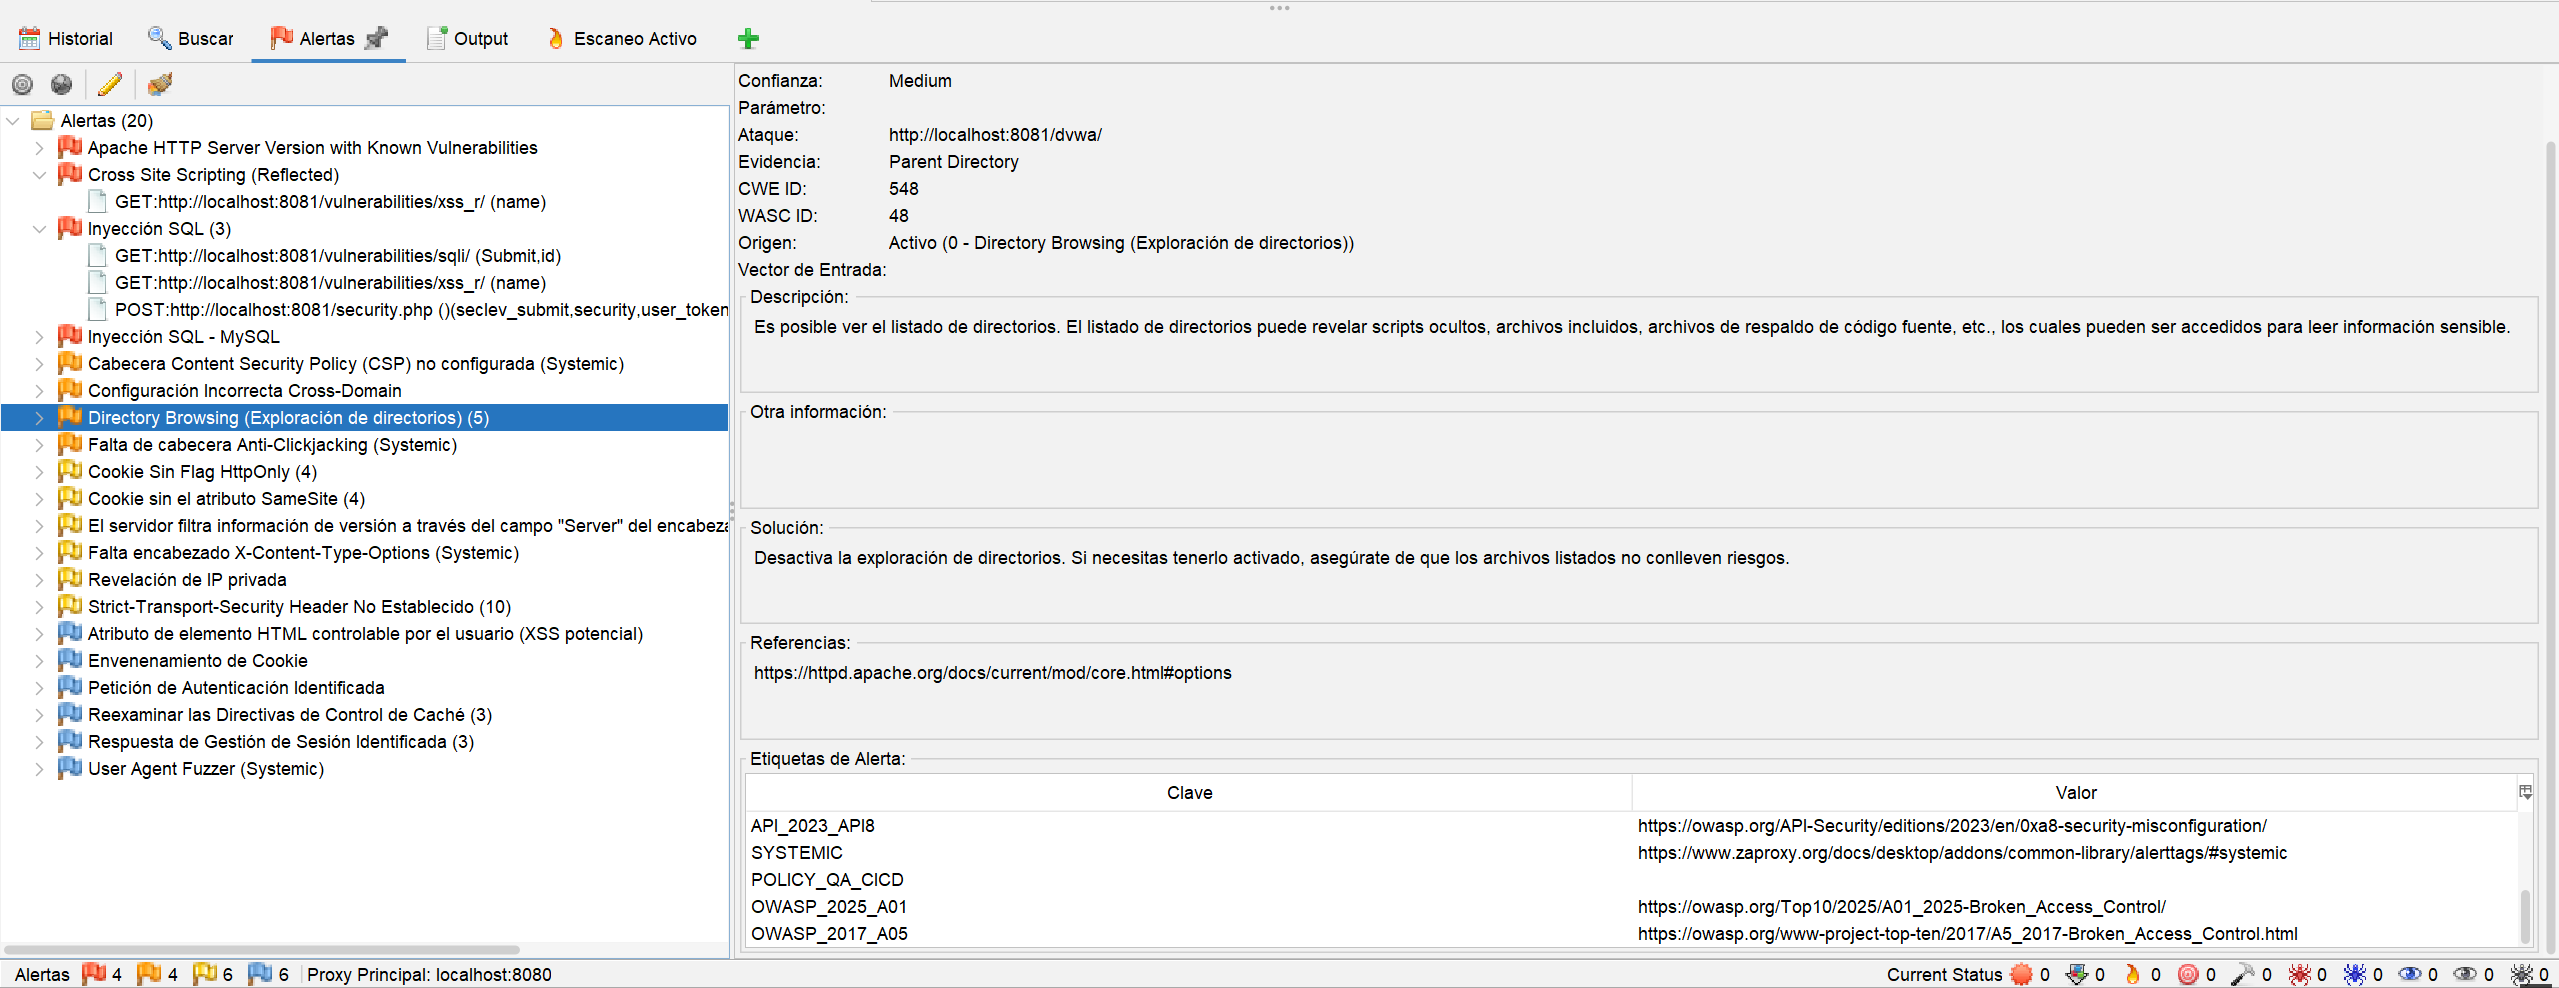 Historial Buscar Alertas Output Escaneo Activo
Alertas (20)
Apache HTTP Server Version with Known Vulnerabilities
Cross Site Scripting (Reflected)
GET:http://localhost:8081/vulnerabilities/xss_r/ (name)
Inyección SQL (3)
GET:http://localhost:8081/vulnerabilities/sqli/ (Submit,id)
GET:http://localhost:8081/vulnerabilities/xss_r/ (name)
POST:http://localhost:8081/security.php ()(seclev_submit,security,user_token
Inyección SQL - MySQL
Cabecera Content Security Policy (CSP) no configurada (Systemic)
Configuración Incorrecta Cross-Domain
Directory Browsing (Exploración de directorios) (5)
Falta de cabecera Anti-Clickjacking (Systemic)
Cookie Sin Flag HttpOnly (4)
Cookie sin el atributo SameSite (4)
El servidor filtra información de versión a través del campo "Server" del encabeza
Falta encabezado X-Content-Type-Options (Systemic)
Revelación de IP privada
Strict-Transport-Security Header No Establecido (10)
Atributo de elemento HTML controlable por el usuario (XSS potencial)
Envenenamiento de Cookie
Petición de Autenticación Identificada
Reexaminar las Directivas de Control de Caché (3)
Respuesta de Gestión de Sesión Identificada (3)
User Agent Fuzzer (Systemic)
Confianza: Medium
Parámetro:
Ataque: http://localhost:8081/dvwa/
Evidencia: Parent Directory
CWE ID: 548
WASC ID: 48
Origen: Activo (0 - Directory Browsing (Exploración de directorios))
Vector de Entrada:
Descripción:
Es posible ver el listado de directorios. El listado de directorios puede revelar scripts ocultos, archivos incluidos, archivos de respaldo de código fuente, etc., los cuales pueden ser accedidos para leer información sensible.
Otra información:
Solución:
Desactiva la exploración de directorios. Si necesitas tenerlo activado, asegúrate de que los archivos listados no conlleven riesgos.
Referencias:
https://httpd.apache.org/docs/current/mod/core.html#options
Etiquetas de Alerta:
Clave Valor
API_2023_API8 https://owasp.org/API-Security/editions/2023/en/0xa8-security-misconfiguration/
SYSTEMIC https://www.zaproxy.org/docs/desktop/addons/common-library/alerttags/#systemic
POLICY_QA_CICD
OWASP_2025_A01 https://owasp.org/Top10/2025/A01_2025-Broken_Access_Control/
OWASP_2017_A05 https://owasp.org/www-project-top-ten/2017/A5_2017-Broken_Access_Control.html
Alertas 4 4 6 6 Proxy Principal: localhost:8080 Current Status 0 0 0 0 0 0 0 0 0 0